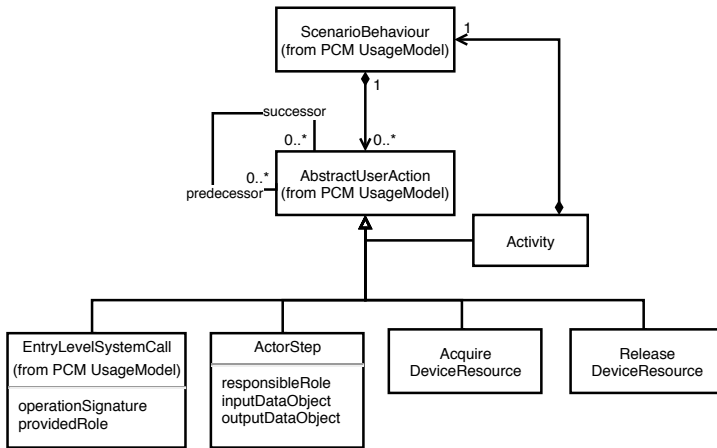 ScenarioBehaviour
(from PCM UsageModel)
1
1
successor
0..*
0..*
0..*
predecessor
AbstractUserAction
(from PCM UsageModel)
Activity
EntryLevelSystemCall
(from PCM UsageModel)
operationSignature
providedRole
ActorStep
responsibleRole
inputDataObject
outputDataObject
Acquire
DeviceResource
Release
DeviceResource